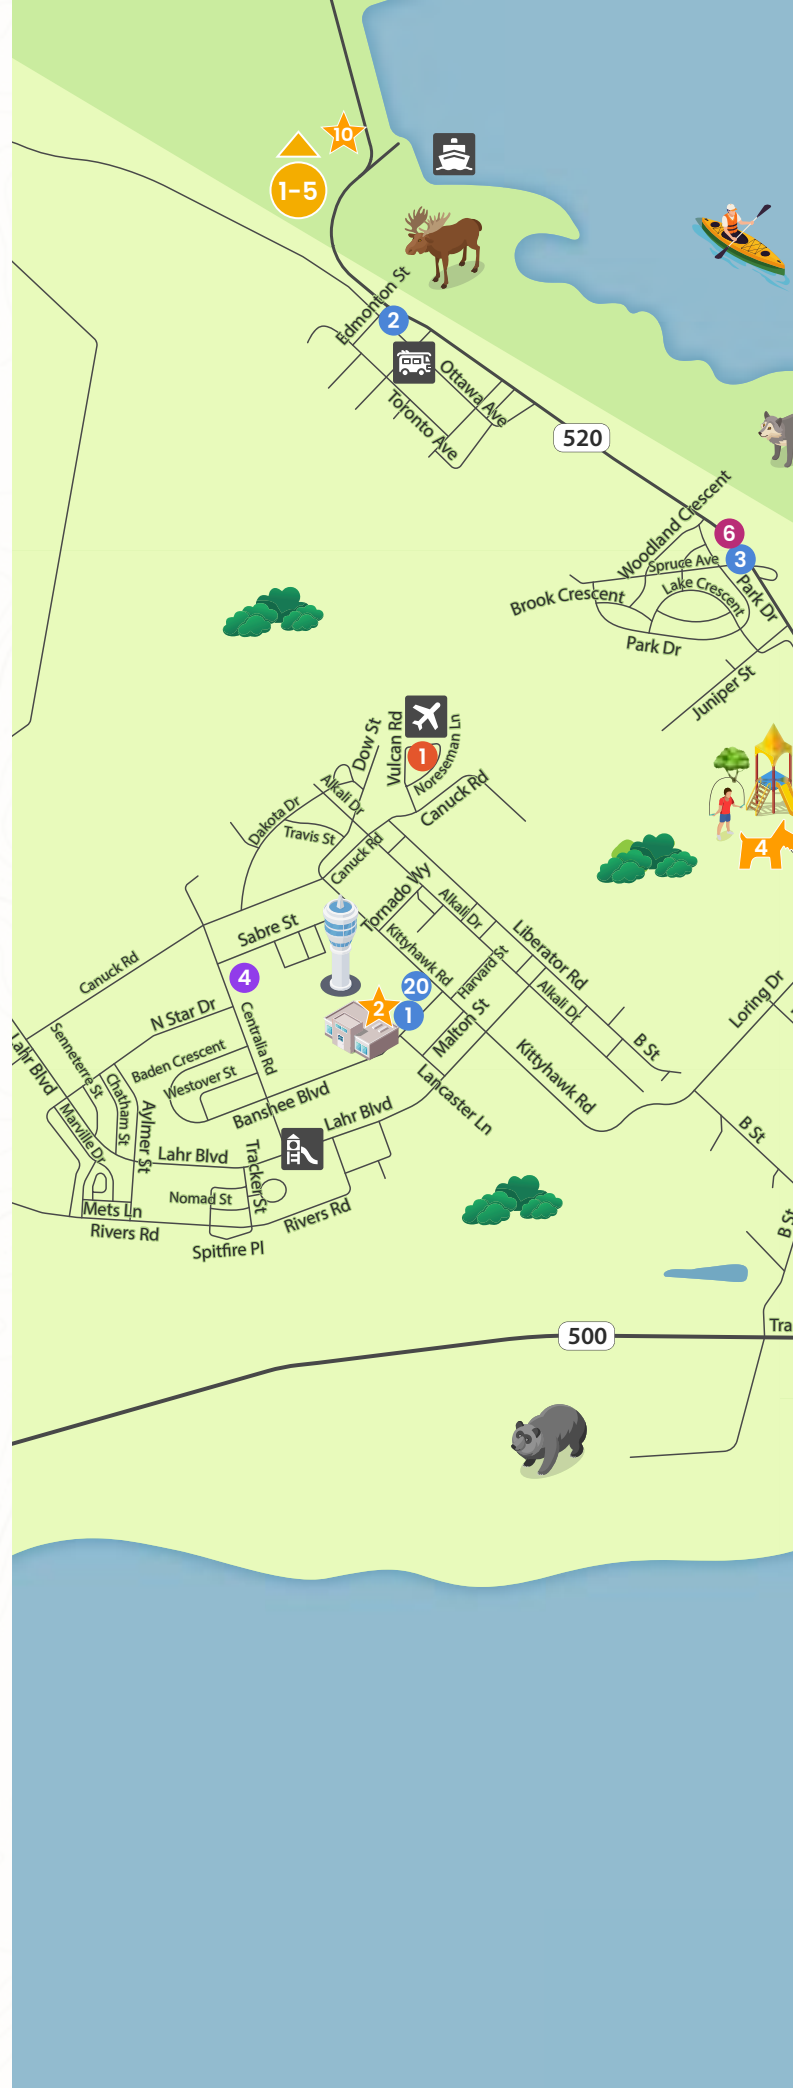 10
1-5
Edmonton St
2
Ottawa Ave
Toronto Ave
520
Woodland Crescent
6
3
Spruce Ave
Lake Crescent
Park Dr
Brook Crescent
Park Dr
Juniper St
Dow St
Vulcan Rd
Noreseman Ln
1
Alkali Dr
Canuck Rd
Dakota Dr
Travis St
Canuck Rd
4
Tornado Wy
Alkali Dr
Sabre St
Kittyhawk Rd
Liberator Rd
Harvard St
Canuck Rd
4
20
2
1
Alkali Dr
Loring Dr
N Star Dr
Centralia Rd
Malton St
B St
Lahr Blvd
Senneterre St
Baden Crescent
Westover St
Kittyhawk Rd
Chatham St
Banshee Blvd
Lancaster Ln
Aylmer St
Marville Dr
Lahr Blvd
B St
Lahr Blvd
Tracker St
Nomad St
Mets Ln
Rivers Rd
Rivers Rd
B St
Spitfire Pl
500
Tra